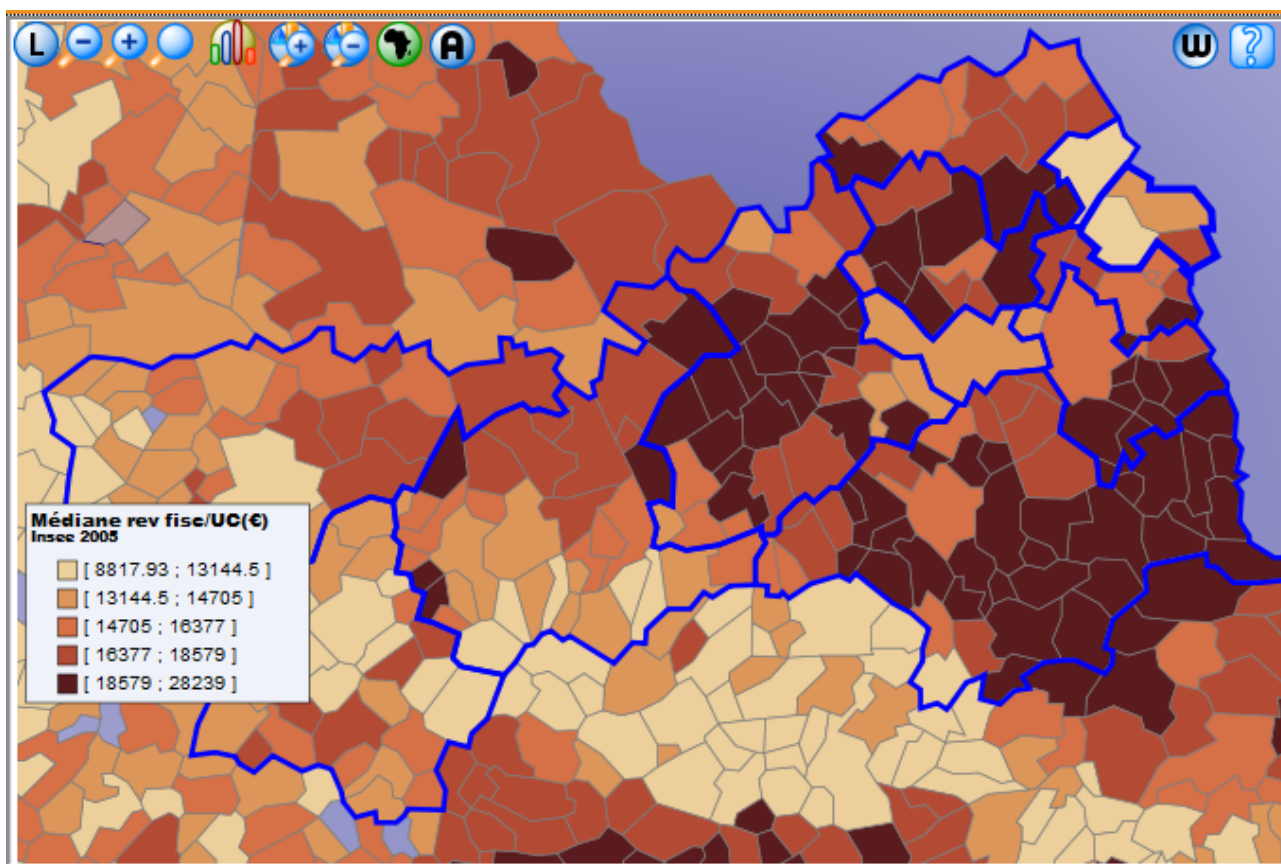 L
A
W
?
Médiane rev fisc/UC(€)
Insee 2005
[ 8817.93 ; 13144.5 ]
[ 13144.5 ; 14705 ]
[ 14705 ; 16377 ]
[ 16377 ; 18579 ]
[ 18579 ; 28239 ]